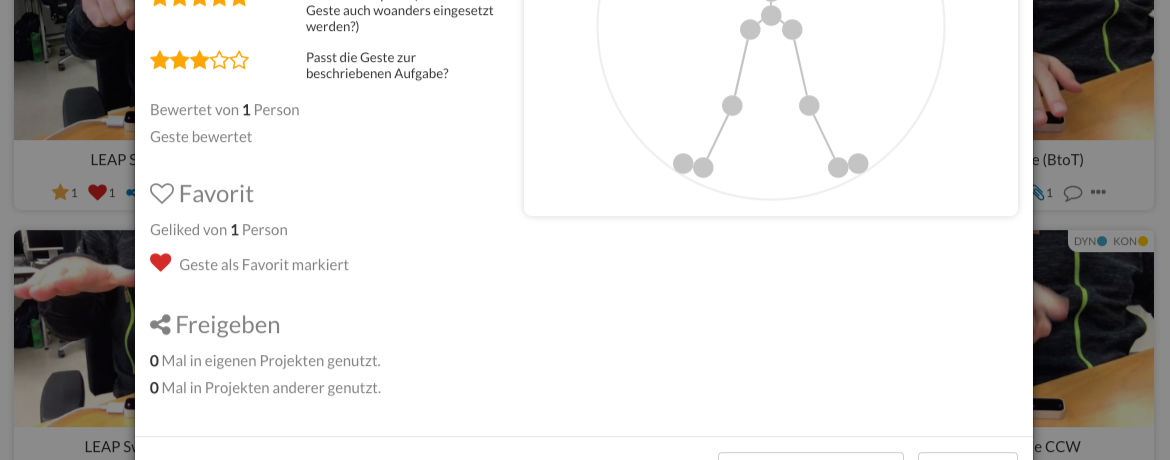 Geste auch woanders eingesetzt
werden?)
Passt die Geste zur
beschriebenen Aufgabe?
Bewertet von 1 Person
Geste bewertet
Favorit
Geliked von 1 Person
Geste als Favorit markiert
Freigeben
0 Mal in eigenen Projekten genutzt.
0 Mal in Projekten anderer genutzt.
LEAP S
1 1
LEAP Sw
e (BtoT)
1
DYN KON
e CCW